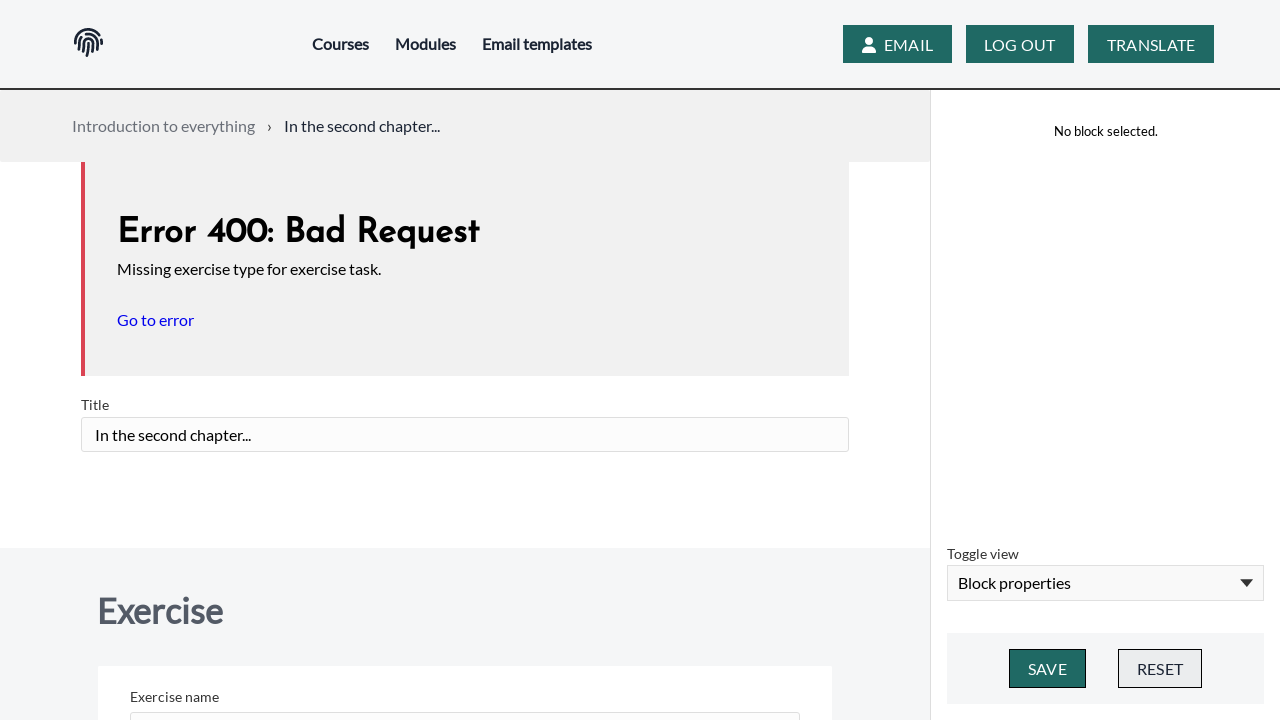 Courses
Modules
Email templates
EMAIL
LOG OUT
TRANSLATE
Introduction to everything › In the second chapter...
No block selected.
Error 400: Bad Request
Missing exercise type for exercise task.
Go to error
Title
In the second chapter...
Toggle view
Block properties
Exercise
SAVE
RESET
Exercise name